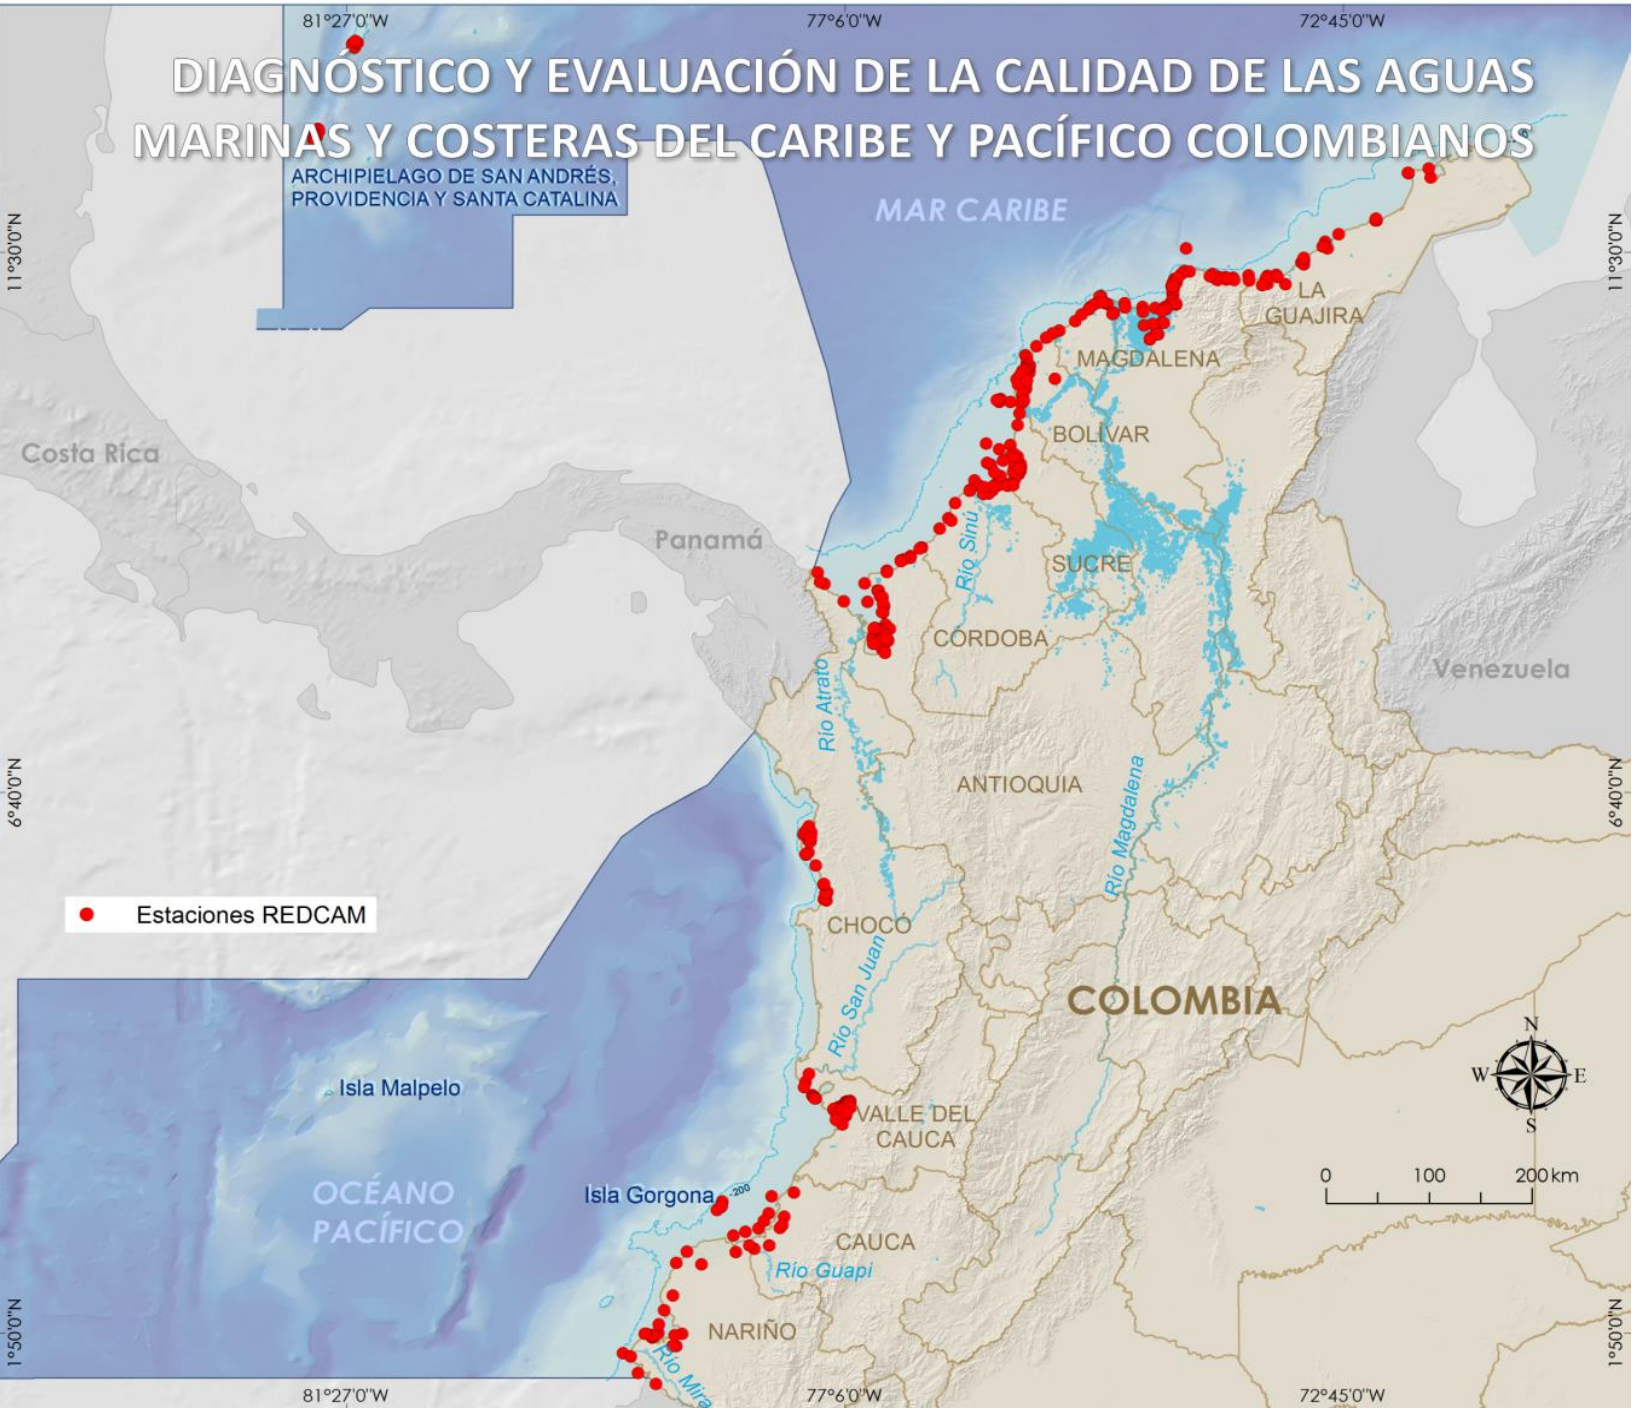 81°27'0"W 77°6'0"W 72°45'0"W
DIAGNÓSTICO Y EVALUACIÓN DE LA CALIDAD DE LAS AGUAS
MARINAS Y COSTERAS DEL CARIBE Y PACÍFICO COLOMBIANOS
ARCHIPIELAGO DE SAN ANDRÉS,
PROVIDENCIA Y SANTA CATALINA
MAR CARIBE
11°30'0"N 11°30'0"N
LA
GUAJIRA
MAGDALENA
BOLÍVAR
Costa Rica
Panamá
Río Sinú
SUCRE
CÓRDOBA
Venezuela
Río Atrato
ANTIOQUIA
Río Magdalena
6°40'0"N 6°40'0"N
Estaciones REDCAM
CHOCÓ
Río San Juan
COLOMBIA
N
W E
S
Isla Malpelo
VALLE DEL
CAUCA
0 100 200 km
OCÉANO
PACÍFICO
Isla Gorgona
-200
CAUCA
Río Guapi
NARIÑO
Río Mira
1°50'0"N 1°50'0"N
81°27'0"W 77°6'0"W 72°45'0"W